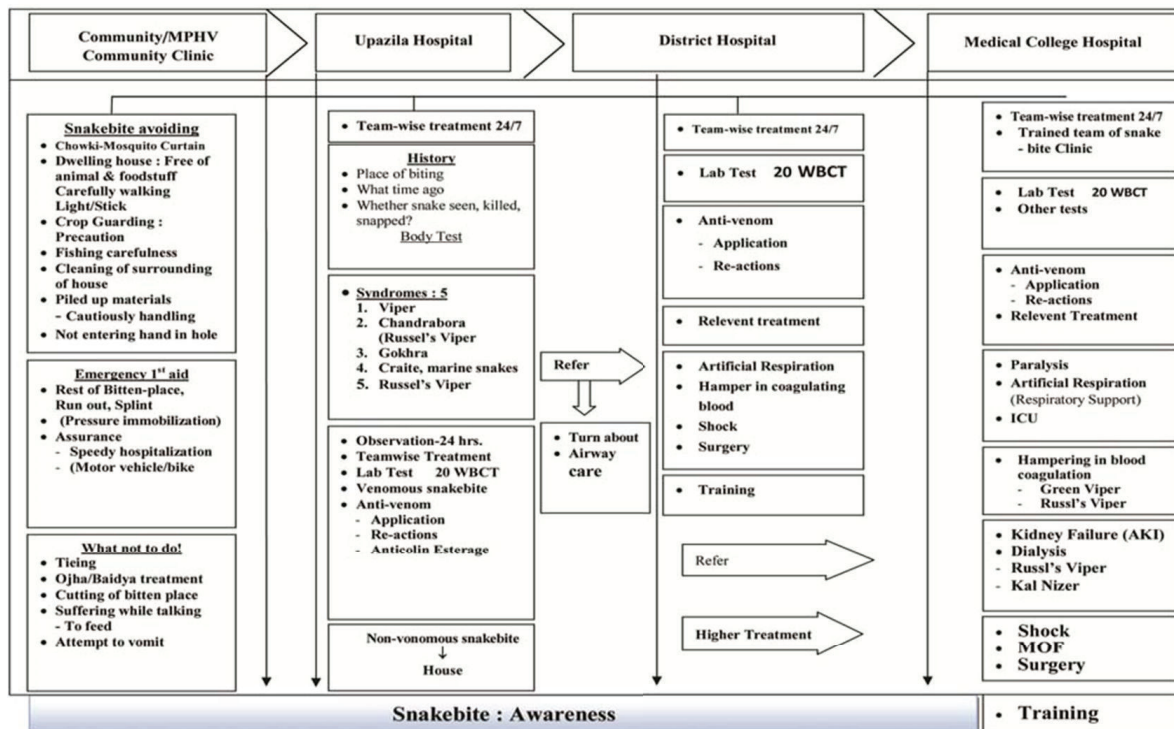 Community/MPHV
Community Clinic
Upazila Hospital
District Hospital
Medical College Hospital
Snakebite avoiding
• Chowki-Mosquito Curtain
• Dwelling house : Free of
animal & foodstuff
Carefully walking
Light/Stick
• Crop Guarding :
Precaution
• Fishing carefulness
• Cleaning of surrounding
of house
• Piled up materials
– Cautiously handling
• Not entering hand in hole
Emergency 1st aid
• Rest of Bitten-place,
Run out, Splint
• (Pressure immobilization)
• Assurance
- Speedy hospitalization
- (Motor vehicle/bike
What not to do!
• Tieing
• Ojha/Baidya treatment
• Cutting of bitten place
• Suffering while talking
- To feed
• Attempt to vomit
• Team-wise treatment 24/7
History
• Place of biting
• What time ago
• Whether snake seen, killed,
snapped?
Body Test
• Syndromes : 5
1. Viper
2. Chandrabora
(Russel's Viper
3. Gokhra
4. Craite, marine snakes
5. Russel's Viper
• Observation-24 hrs.
• Teamwise Treatment
• Lab Test 20 WBCT
• Venomous snakebite
• Anti-venom
- Application
- Re-actions
- Anticolin Esterage
Non-vonomous snakebite
↓
House
Refer
• Turn about
• Airway
care
• Team-wise treatment 24/7
• Lab Test 20 WBCT
• Anti-venom
- Application
- Re-actions
• Relevent treatment
• Artificial Respiration
• Hamper in coagulating
blood
• Shock
• Surgery
• Training
Refer
Higher Treatment
• Team-wise treatment 24/7
• Trained team of snake
- bite Clinic
• Lab Test 20 WBCT
• Other tests
• Anti-venom
- Application
- Re-actions
• Relevent Treatment
• Paralysis
• Artificial Respiration
(Respiratory Support)
• ICU
• Hampering in blood
coagulation
- Green Viper
- Russl's Viper
• Kidney Failure (AKI)
• Dialysis
- Russl's Viper
- Kal Nizer
• Shock
• MOF
• Surgery
Snakebite : Awareness
• Training